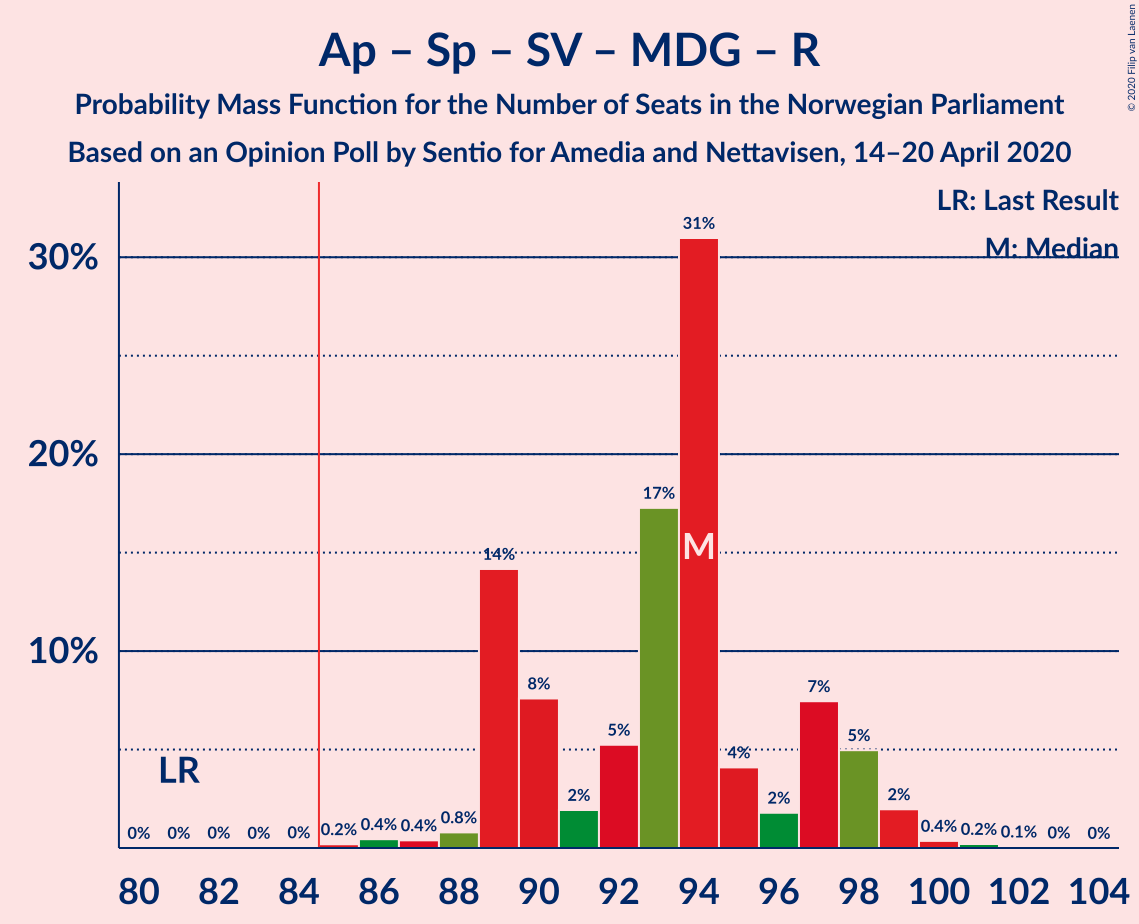 © 2020 Filip van Laenen
Ap – Sp – SV – MDG – R
Probability Mass Function for the Number of Seats in the Norwegian Parliament
Based on an Opinion Poll by Sentio for Amedia and Nettavisen, 14–20 April 2020
LR: Last Result
M: Median
30%
20%
10%
LR
M
0% 0% 0% 0% 0% 0.2% 0.4% 0.4% 0.8% 14% 8% 2% 5% 17% 31% 4% 2% 7% 5% 2% 0.4% 0.2% 0.1% 0% 0%
80 82 84 86 88 90 92 94 96 98 100 102 104